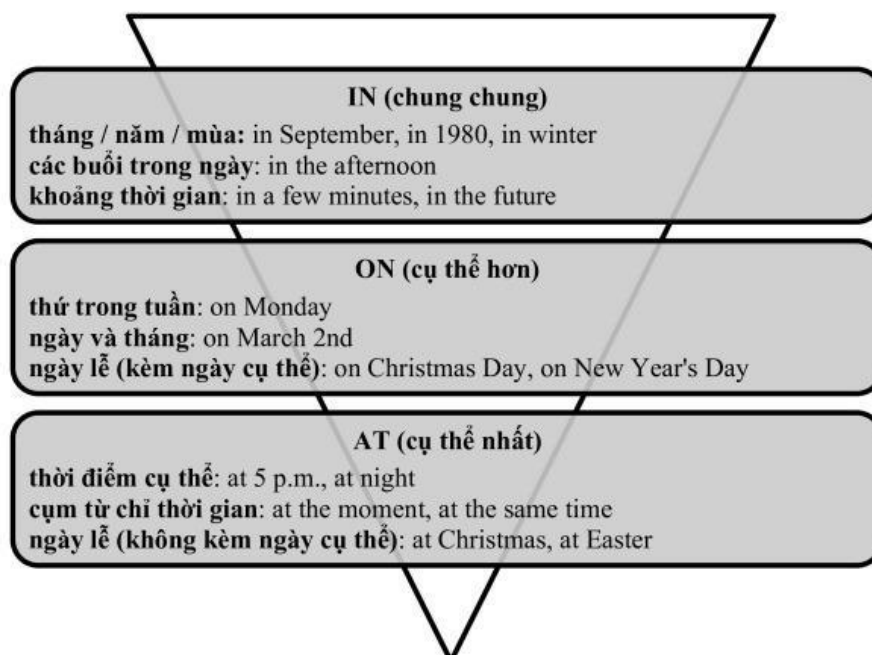 IN (chung chung)
tháng / năm / mùa: in September, in 1980, in winter
các buổi trong ngày: in the afternoon
khoảng thời gian: in a few minutes, in the future
ON (cụ thể hơn)
thứ trong tuần: on Monday
ngày và tháng: on March 2nd
ngày lễ (kèm ngày cụ thể): on Christmas Day, on New Year's Day
AT (cụ thể nhất)
thời điểm cụ thể: at 5 p.m., at night
cụm từ chỉ thời gian: at the moment, at the same time
ngày lễ (không kèm ngày cụ thể): at Christmas, at Easter